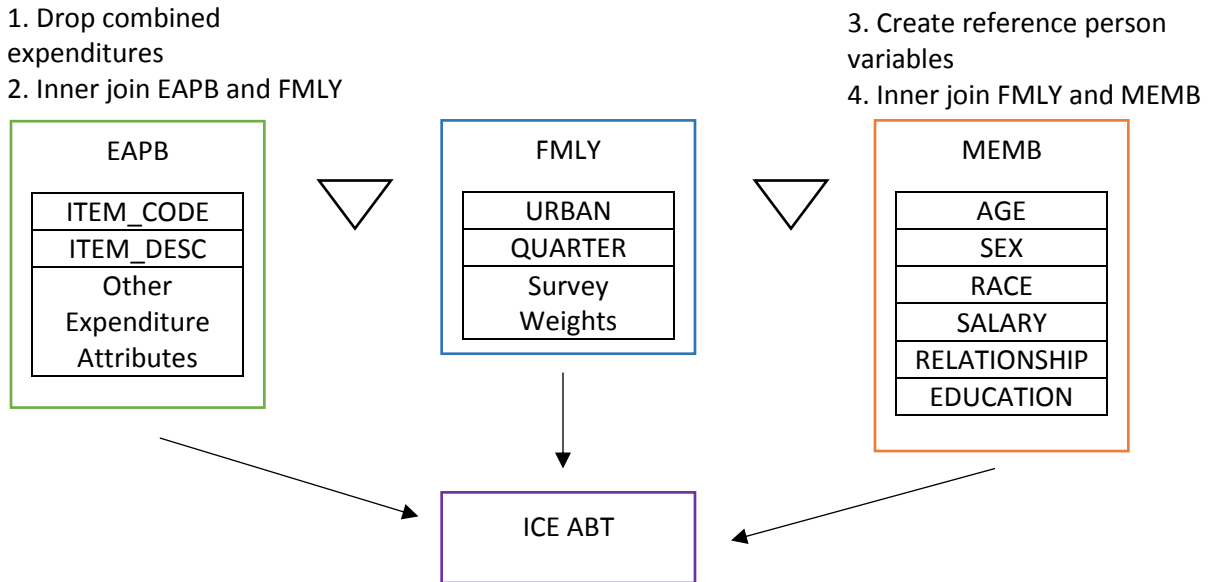 1. Drop combined
expenditures
2. Inner join EAPB and FMLY
3. Create reference person
variables
4. Inner join FMLY and MEMB
EAPB
ITEM_CODE
ITEM_DESC
Other
Expenditure
Attributes
FMLY
URBAN
QUARTER
Survey
Weights
MEMB
AGE
SEX
RACE
SALARY
RELATIONSHIP
EDUCATION
ICE ABT